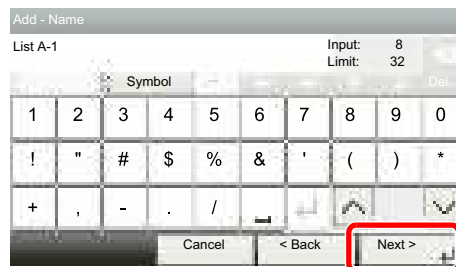 Add - Name
List A-1 Input: 8
Limit: 32
Symbol Del.
1 2 3 4 5 6 7 8 9 0
! " # $ % & ' ( ) *
+ , - . / _
Cancel < Back Next >